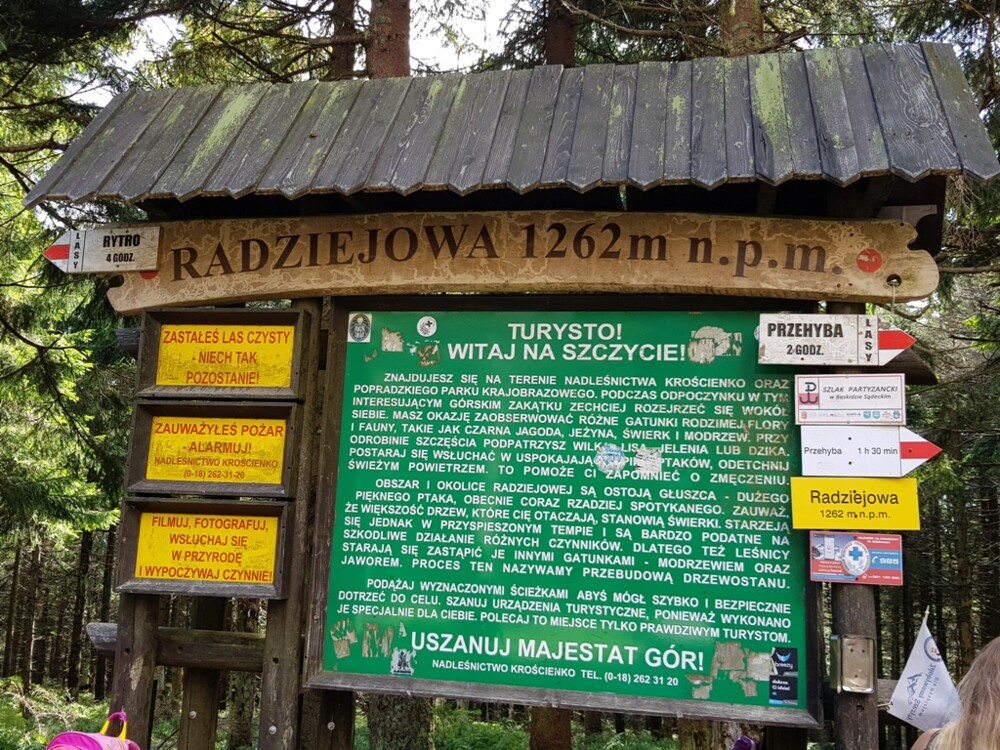 RYTRO
4 GODZ.
LASY
RADZIEJOWA 1262m n.p.m.
ZASTAŁEŚ LAS CZYSTY
- NIECH TAK
POZOSTANIE!
ZAUWAŻYŁEŚ POŻAR
- ALARMUJ!
NADLEŚNICTWO KROŚCIENKO
(0-18) 262-31-20
FILMUJ, FOTOGRAFUJ,
WSŁUCHAJ SIĘ
W PRZYRODĘ
I WYPOCZYWAJ CZYNNIE!
TURYSTO!
WITAJ NA SZCZYCIE!
ZNAJDUJESZ SIĘ NA TERENIE NADLEŚNICTWA KROŚCIENKO ORAZ
POPRADZKIEGO PARKU KRAJOBRAZOWEGO. PODCZAS ODPOCZYNKU W TYM
INTERESUJĄCYM GÓRSKIM ZAKĄTKU ZECHCIEJ ROZEJRZEĆ SIĘ WOKÓŁ
SIEBIE. MASZ OKAZJĘ ZAOBSERWOWAĆ RÓŻNE GATUNKI RODZIMEJ FLORY
I FAUNY, TAKIE JAK CZARNA JAGODA, JEŻYNA, ŚWIERK I MODRZEW. PRZY
ODROBINIE SZCZĘŚCIA PODPATRZYSZ WILKA, LISA, JELENIA LUB DZIKA.
POSTARAJ SIĘ WSŁUCHAĆ W USPOKAJAJĄ PTAKÓW, ODETCHNIJ
ŚWIEŻYM POWIETRZEM. TO POMOŻE CI ZAPOMNIEĆ O ZMĘCZENIU.
OBSZAR I OKOLICE RADZIEJOWEJ SĄ OSTOJĄ GŁUSZCA - DUŻEGO
PIĘKNEGO PTAKA, OBECNIE CORAZ RZADZIEJ SPOTYKANEGO. ZAUWAŻ,
ŻE WIĘKSZOŚĆ DRZEW, KTÓRE CIĘ OTACZAJĄ, STANOWIĄ ŚWIERKI. STARZEJĄ
SIĘ JEDNAK W PRZYSPIESZONYM TEMPIE I SĄ BARDZO PODATNE NA
SZKODLIWE DZIAŁANIE RÓŻNYCH CZYNNIKÓW. DLATEGO TEŻ LEŚNICY
STARAJĄ SIĘ ZASTĄPIĆ JE INNYMI GATUNKAMI - MODRZEWIEM ORAZ
JAWOREM. PROCES TEN NAZYWAMY PRZEBUDOWĄ DRZEWOSTANU.
PODĄŻAJ WYZNACZONYMI ŚCIEŻKAMI ABYŚ MÓGŁ SZYBKO I BEZPIECZNIE
DOTRZEĆ DO CELU. SZANUJ URZĄDZENIA TURYSTYCZNE, PONIEWAŻ WYKONANO
JE SPECJALNIE DLA CIEBIE. POLECAJ TO MIEJSCE TYLKO PRAWDZIWYM TURYSTOM.
USZANUJ MAJESTAT GÓR!
NADLEŚNICTWO KROŚCIENKO TEL. (0-18) 262 31 20
PRZEHYBA
2 GODZ.
LASY
SZLAK PARTYZANCKI
w Beskidzie Sądeckim
Przehyba 1 h 30 min
Radziejowa
1262 m n.p.m.
985